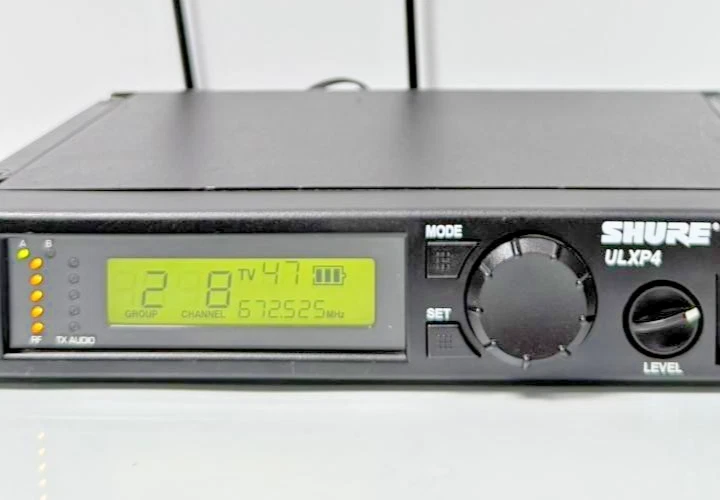 SHURE®
ULXP4
MODE
SET
LEVEL
A B
2 8 TV 47
GROUP CHANNEL 672.525 MHz
RF TX AUDIO